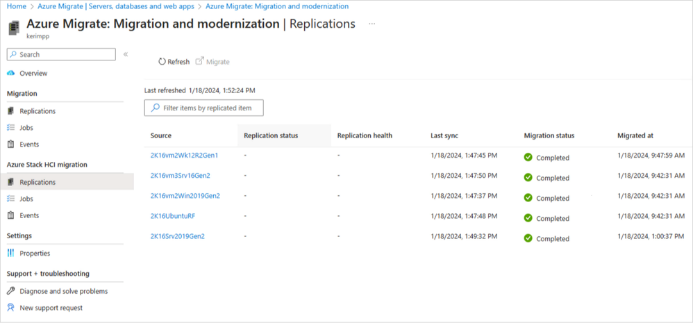 Home > Azure Migrate | Servers, databases and web apps > Azure Migrate: Migration and modernization >
Azure Migrate: Migration and modernization | Replications ...
kerimpp
Search «
Overview
Migration
Replications
Jobs
Events
Azure Stack HCI migration
Replications
Jobs
Events
Settings
Properties
Support + troubleshooting
Diagnose and solve problems
New support request
Refresh Migrate
Last refreshed 1/18/2024, 1:52:24 PM
Filter items by replicated item
Source Replication status Replication health Last sync Migration status Migrated at
2K16vm2Wk12R2Gen1 - - 1/18/2024, 1:47:45 PM Completed 1/18/2024, 9:47:59 AM
2K16vm3Srv16Gen2 - - 1/18/2024, 1:47:50 PM Completed 1/18/2024, 9:42:31 AM
2K16vm2Win2019Gen2 - - 1/18/2024, 1:47:37 PM Completed 1/18/2024, 9:42:31 AM
2K16UbuntuRF - - 1/18/2024, 1:47:48 PM Completed 1/18/2024, 9:42:31 AM
2K16Srv2019Gen2 - - 1/18/2024, 1:49:32 PM Completed 1/18/2024, 1:00:37 PM